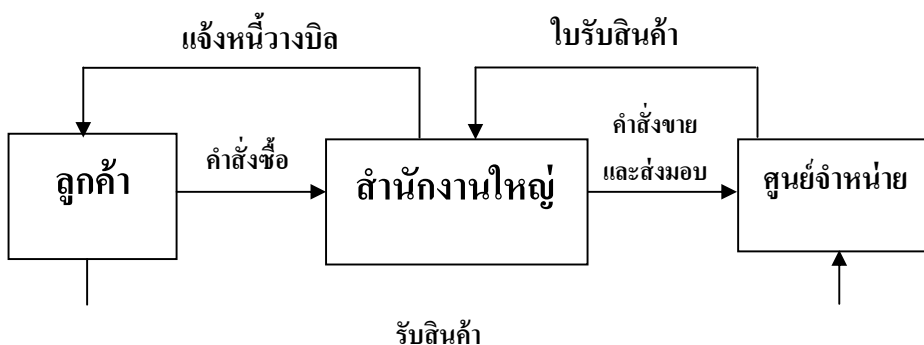 แจ้งหนี้วางบิล
ใบรับสินค้า
ลูกค้า
คำสั่งซื้อ
สำนักงานใหญ่
คำสั่งขาย
และส่งมอบ
ศูนย์จำหน่าย
รับสินค้า